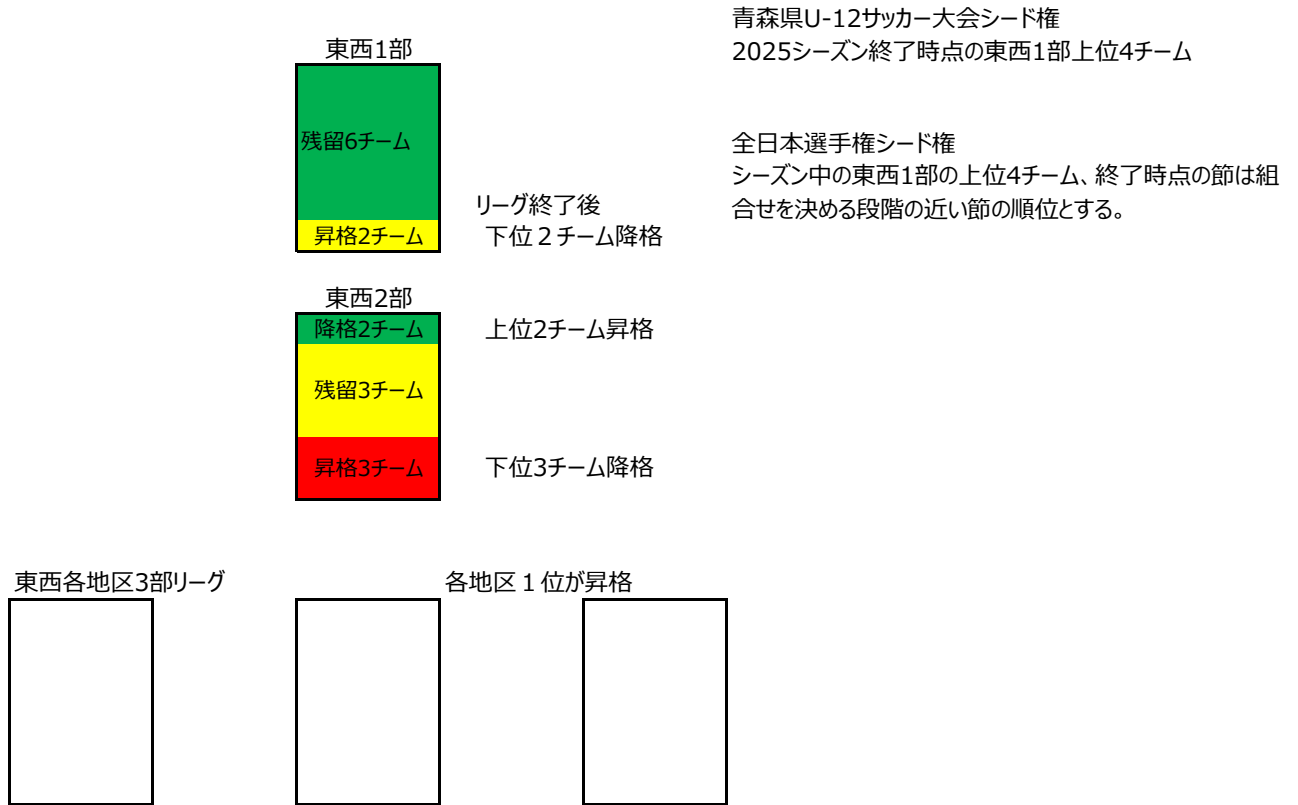 青森県U-12サッカー大会シード権
東西1部
2025シーズン終了時点の東西1部上位4チーム
残留6チーム
全日本選手権シード権
シーズン中の東西1部の上位4チーム、終了時点の節は組
合せを決める段階の近い節の順位とする。
リーグ終了後
昇格2チーム
下位２チーム降格
東西2部
降格2チーム
上位2チーム昇格
残留3チーム
昇格3チーム
下位3チーム降格
東西各地区3部リーグ
各地区１位が昇格